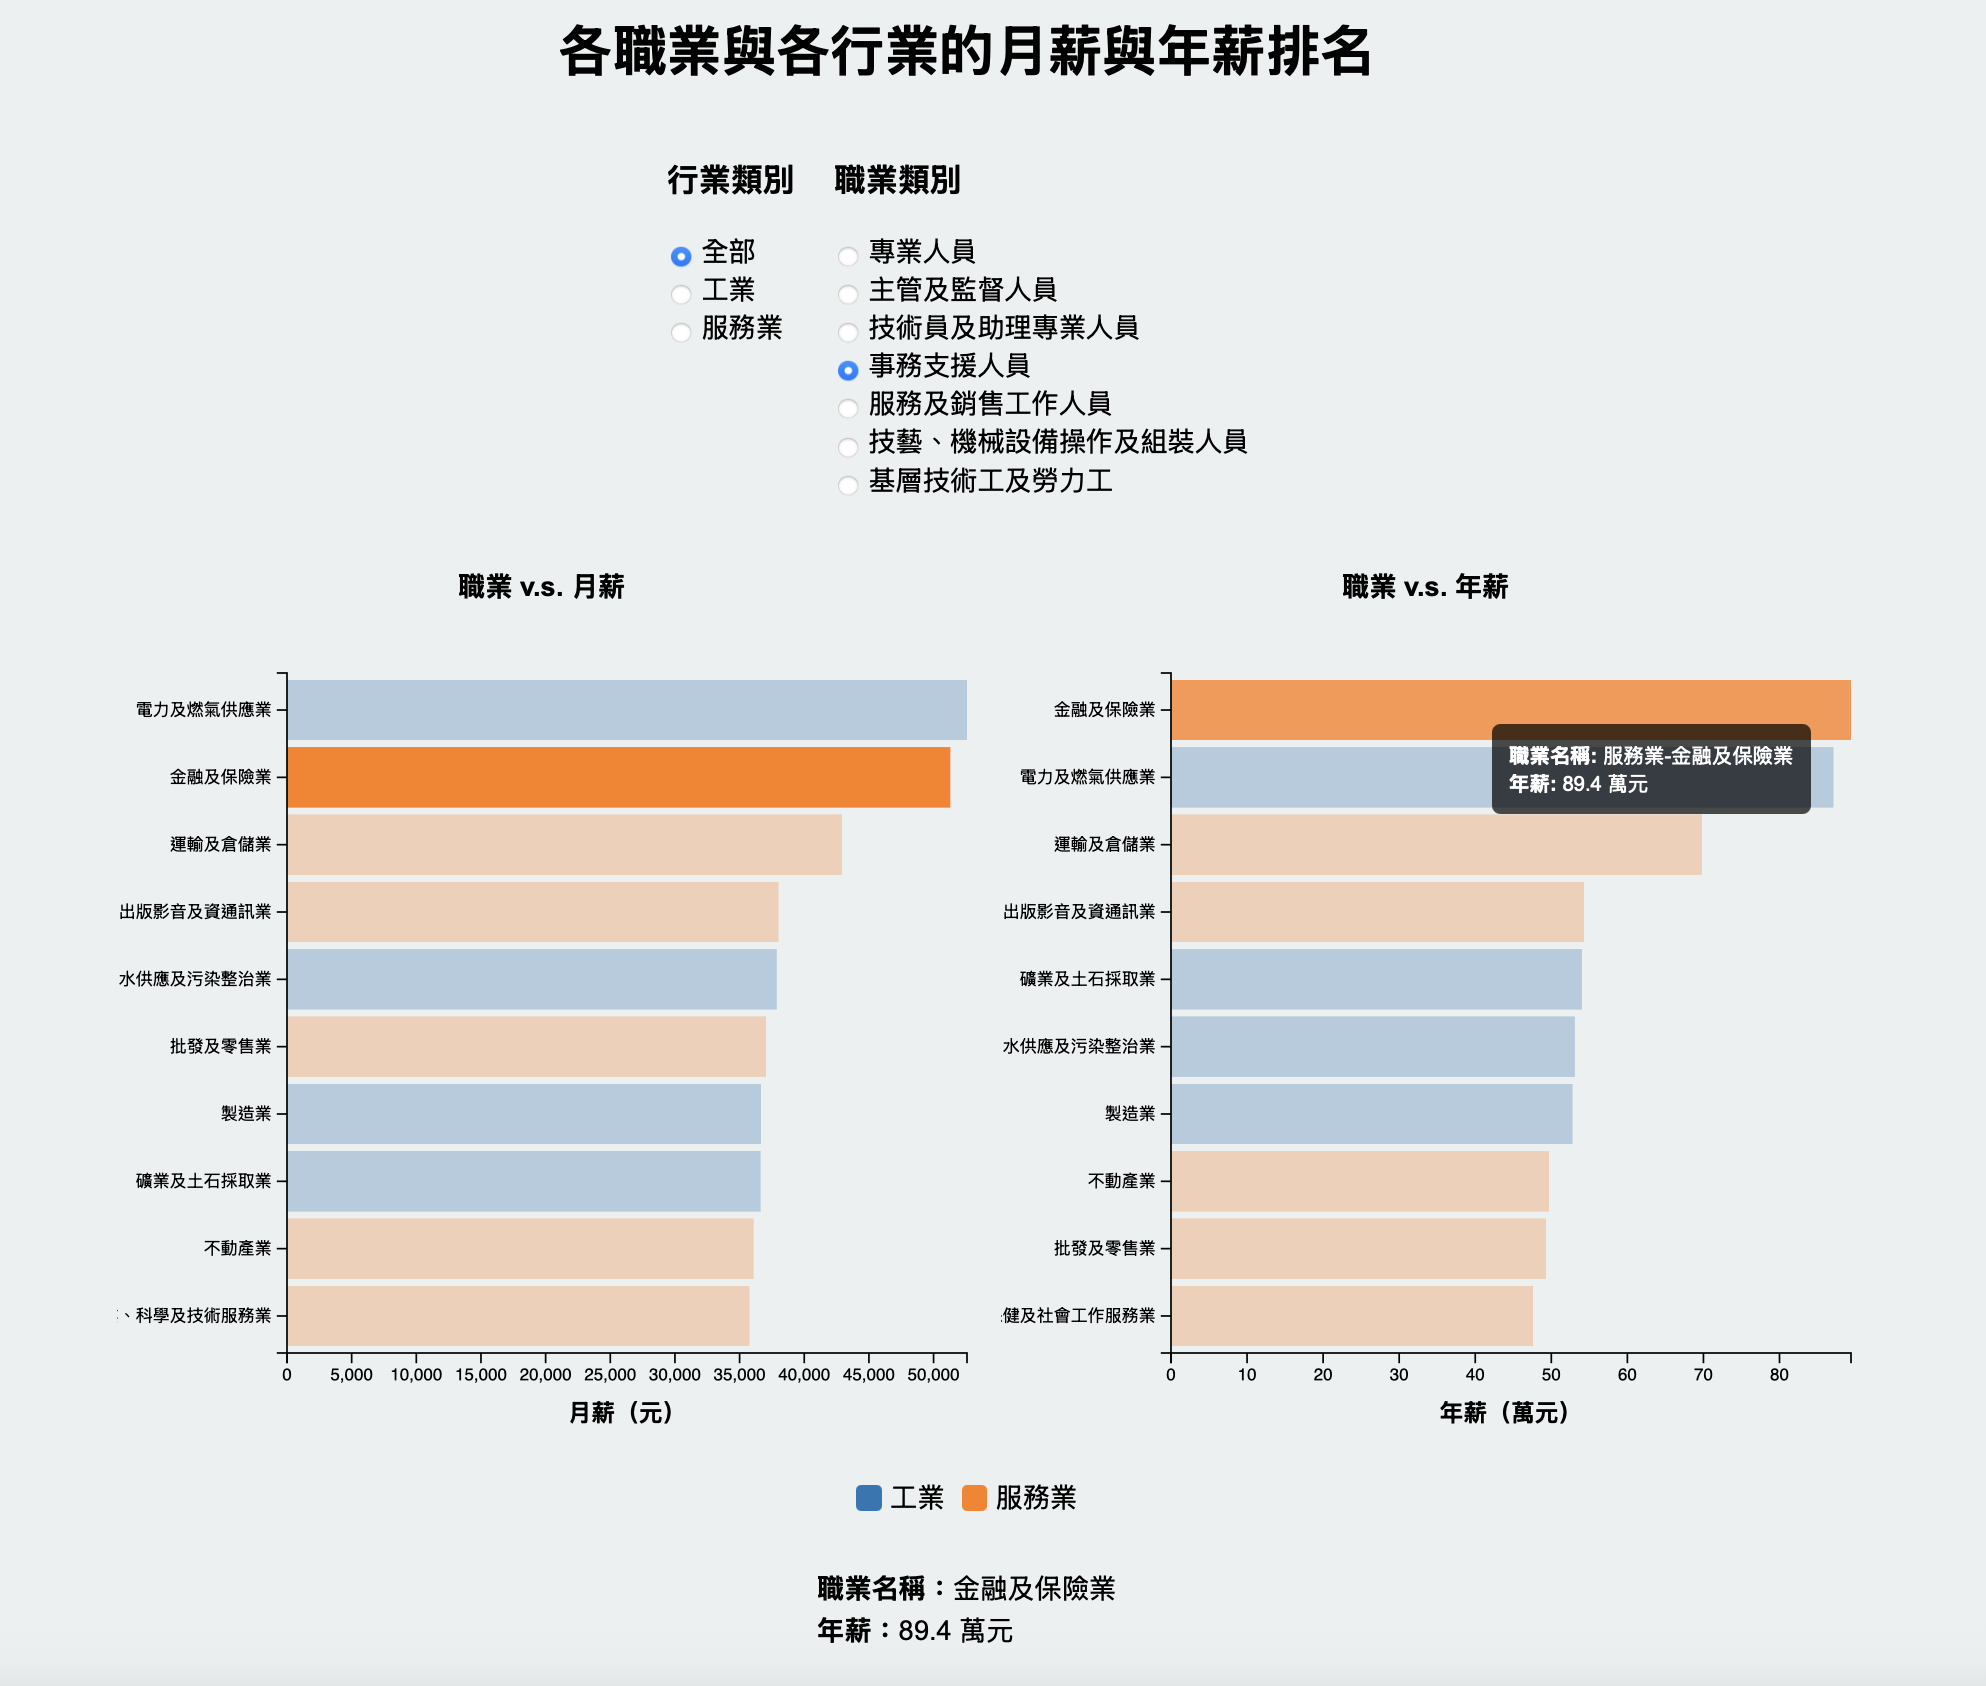 各職業與各行業的月薪與年薪排名
行業類別
全部
工業
服務業
職業類別
專業人員
主管及監督人員
技術員及助理專業人員
事務支援人員
服務及銷售工作人員
技藝、機械設備操作及組裝人員
基層技術工及勞力工
職業 v.s. 月薪
電力及燃氣供應業
金融及保險業
運輸及倉儲業
出版影音及資通訊業
水供應及污染整治業
批發及零售業
製造業
礦業及土石採取業
不動產業
、科學及技術服務業
0 5,000 10,000 15,000 20,000 25,000 30,000 35,000 40,000 45,000 50,000
月薪（元）
職業 v.s. 年薪
金融及保險業
電力及燃氣供應業
運輸及倉儲業
出版影音及資通訊業
礦業及土石採取業
水供應及污染整治業
製造業
不動產業
批發及零售業
健及社會工作服務業
0 10 20 30 40 50 60 70 80
年薪（萬元）
職業名稱: 服務業-金融及保險業
年薪: 89.4 萬元
工業 服務業
職業名稱：金融及保險業
年薪：89.4 萬元